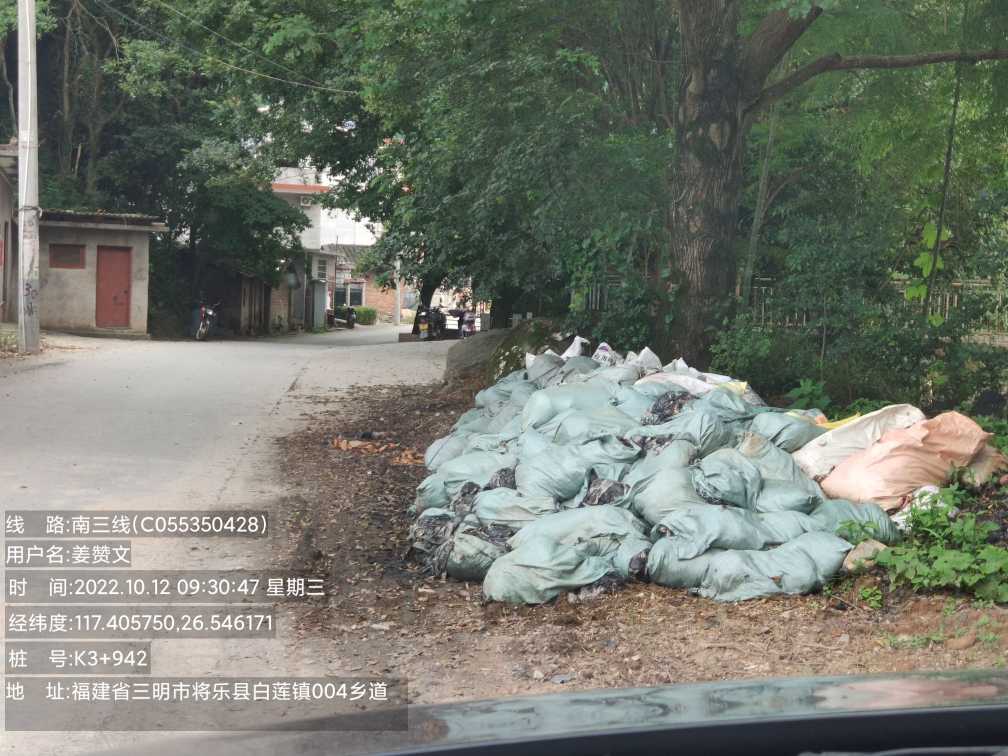 线 路:南三线(C055350428)
用户名:姜赞文
时 间:2022.10.12 09:30:47 星期三
经纬度:117.405750,26.546171
桩 号:K3+942
地 址:福建省三明市将乐县白莲镇004乡道